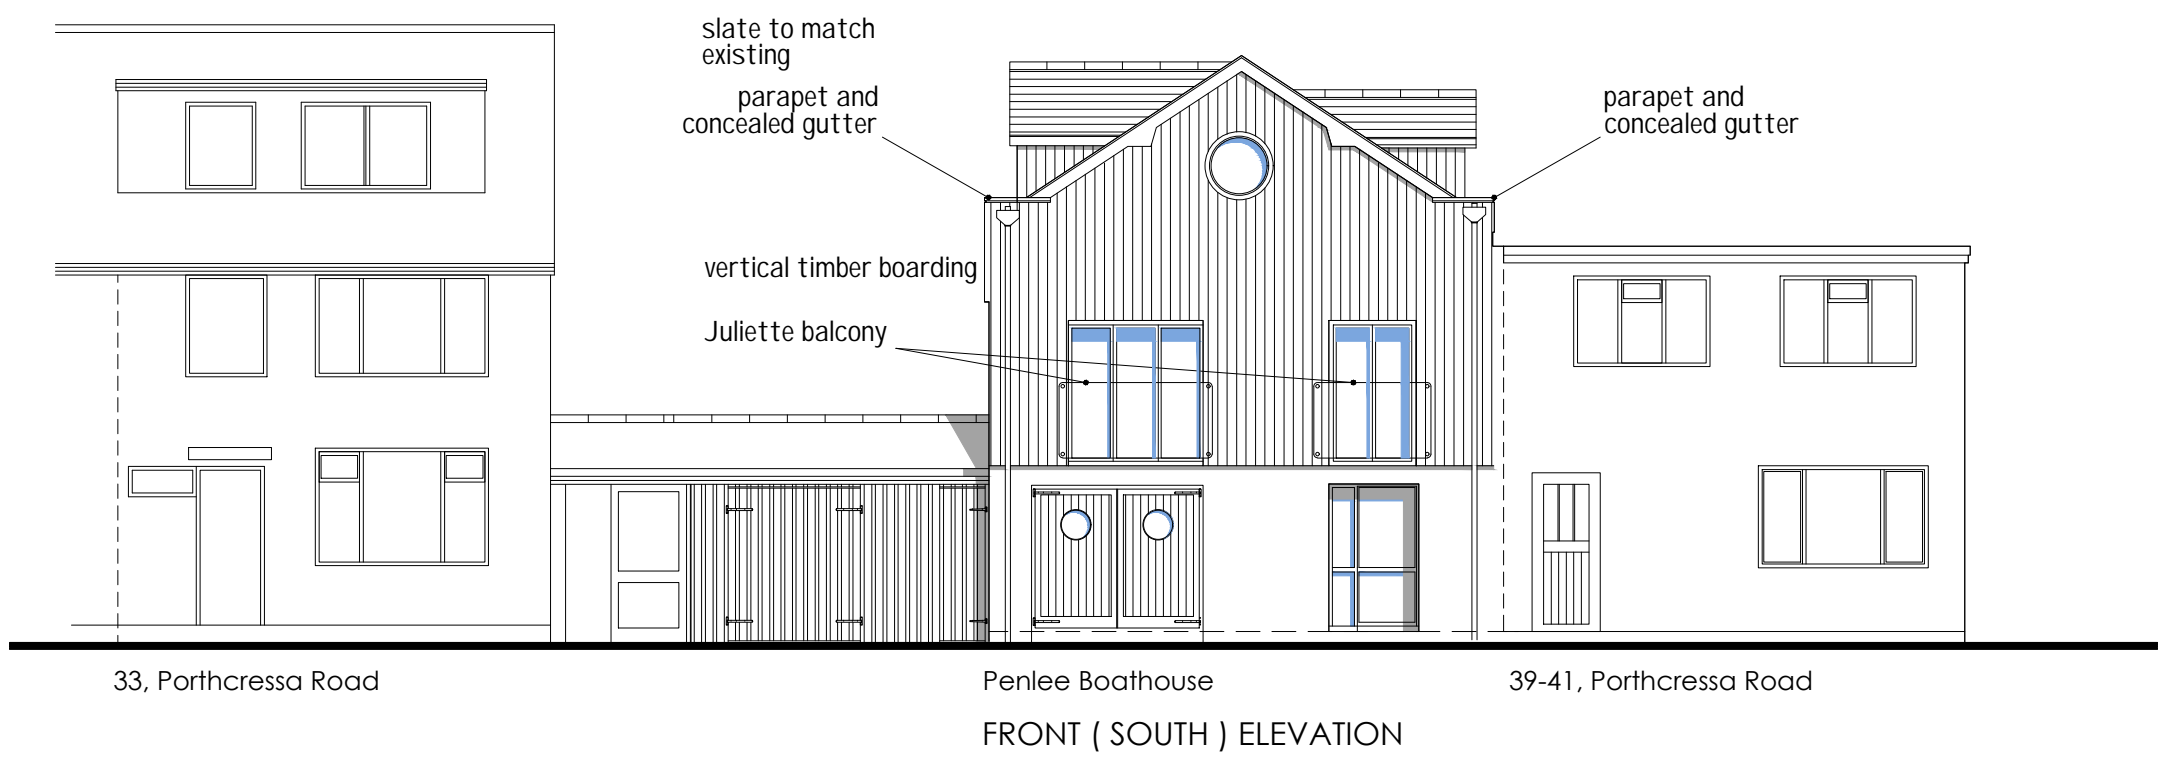 slate to match
existing
parapet and
concealed gutter
parapet and
concealed gutter
vertical timber boarding
Juliette balcony
33, Porthcressa Road
Penlee Boathouse
39-41, Porthcressa Road
FRONT ( SOUTH ) ELEVATION